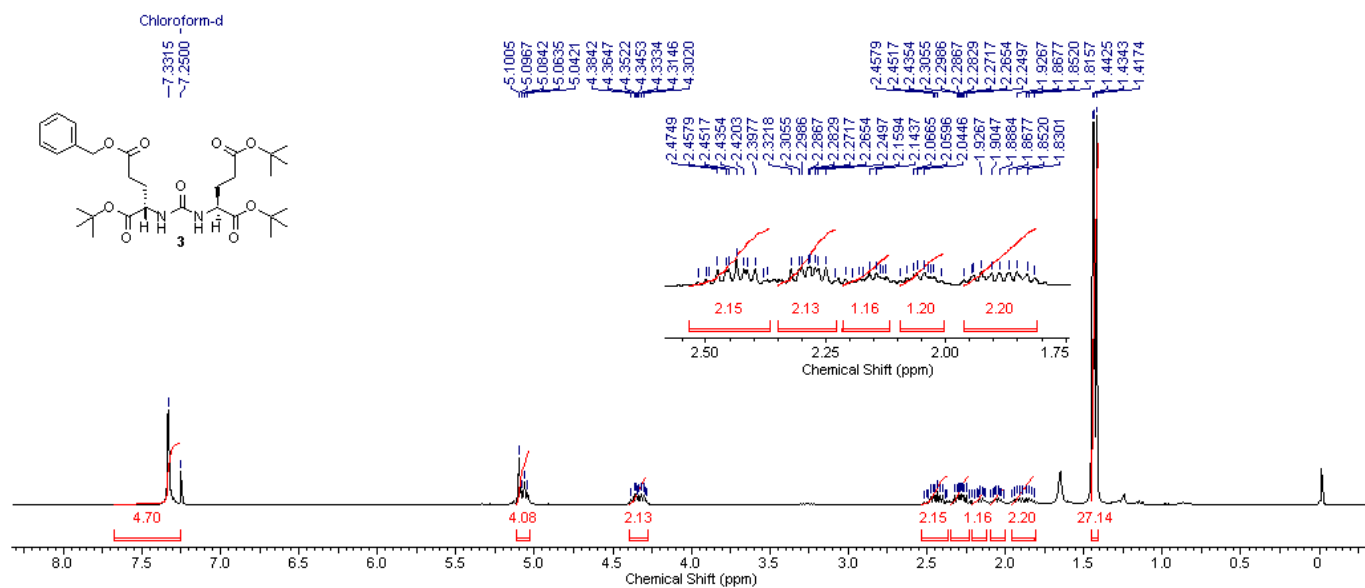 Chloroform-d
7.3315
7.2500
5.1005
5.0967
5.0842
5.0635
5.0421
4.3842
4.3647
4.3522
4.3453
4.3334
4.3146
4.3020
2.4579
2.4517
2.4354
2.3055
2.2986
2.2867
2.2829
2.2717
2.2654
2.2497
1.9267
1.8677
1.8520
1.8157
1.4425
1.4343
1.4174
2.4749
2.4579
2.4517
2.4354
2.4203
2.3977
2.3218
2.3055
2.2986
2.2867
2.2829
2.2717
2.2654
2.2497
2.1594
2.1437
2.0665
2.0596
2.0446
1.9267
1.9047
1.8884
1.8677
1.8520
1.8301
O
O
O
O
O
O
O
O
O
H
N
H
N
H
H
3
2.15 2.13 1.16 1.20 2.20
2.50 2.25 2.00 1.75
Chemical Shift (ppm)
4.70 4.08 2.13 2.15 1.16 2.20 27.14
8.0 7.5 7.0 6.5 6.0 5.5 5.0 4.5 4.0 3.5 3.0 2.5 2.0 1.5 1.0 0.5 0
Chemical Shift (ppm)